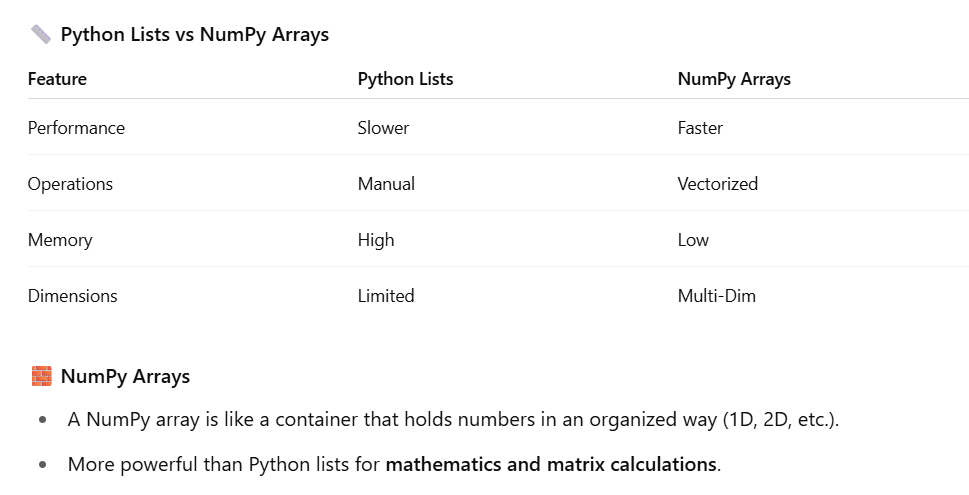 Python Lists vs NumPy Arrays
Feature Python Lists NumPy Arrays
Performance Slower Faster
Operations Manual Vectorized
Memory High Low
Dimensions Limited Multi-Dim
NumPy Arrays
• A NumPy array is like a container that holds numbers in an organized way (1D, 2D, etc.).
• More powerful than Python lists for mathematics and matrix calculations.